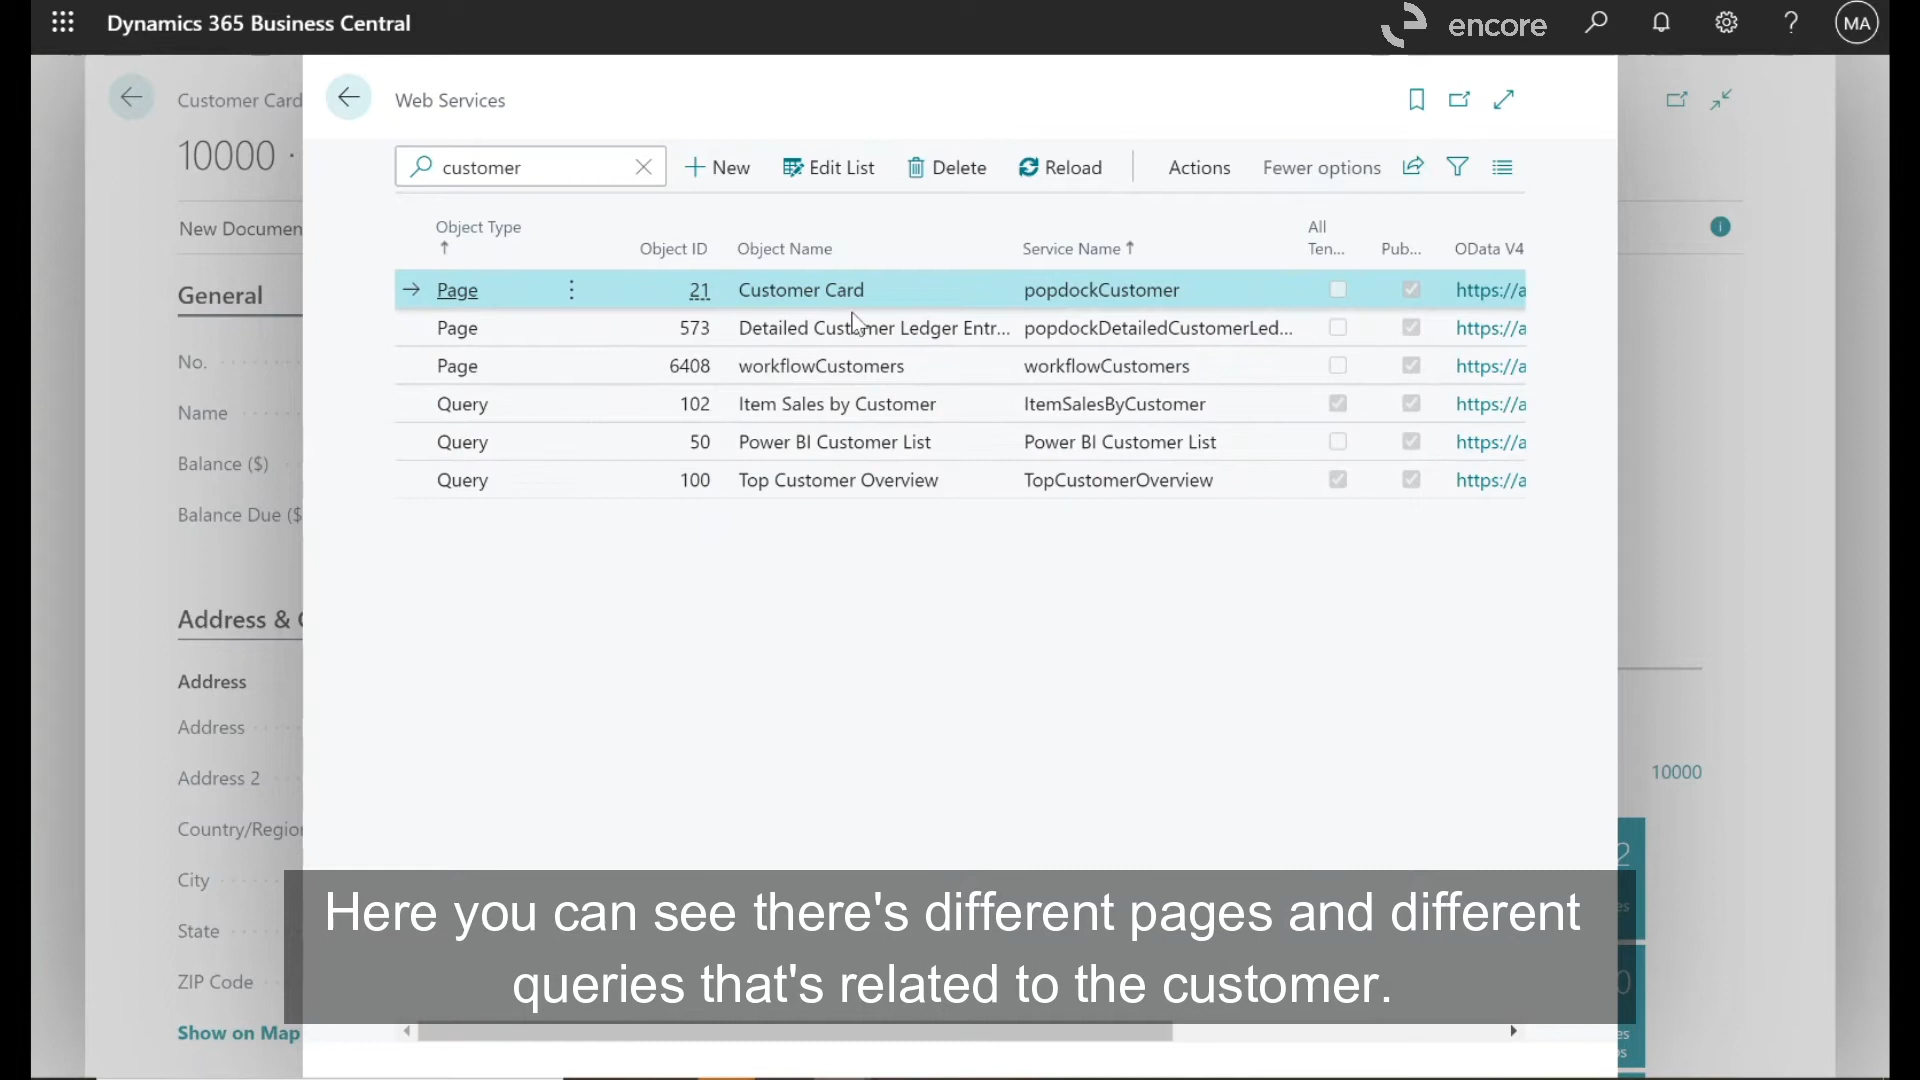 Dynamics 365 Business Central
encore
MA
Customer Card
Web Services
10000 ·
customer
New
Edit List
Delete
Reload
Actions
Fewer options
New Documen
Object Type
Object ID
Object Name
Service Name
All
Ten...
Pub...
OData V4
General
Page 21 Customer Card popdockCustomer https://a
Page 573 Detailed Customer Ledger Entr... popdockDetailedCustomerLed... https://a
Page 6408 workflowCustomers workflowCustomers https://a
Query 102 Item Sales by Customer ItemSalesByCustomer https://a
Query 50 Power BI Customer List Power BI Customer List https://a
Query 100 Top Customer Overview TopCustomerOverview https://a
No.
Name
Balance ($)
Balance Due ($
Address & C
Address
Address
Address 2
10000
Country/Region
City
State
ZIP Code
Show on Map
Here you can see there's different pages and different
queries that's related to the customer.